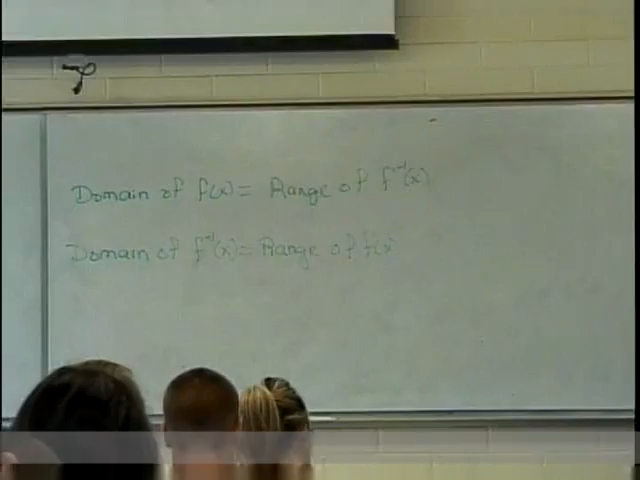 Domain of f(x) = Range of f⁻¹(x)
Domain of f⁻¹(x) = Range of f(x)